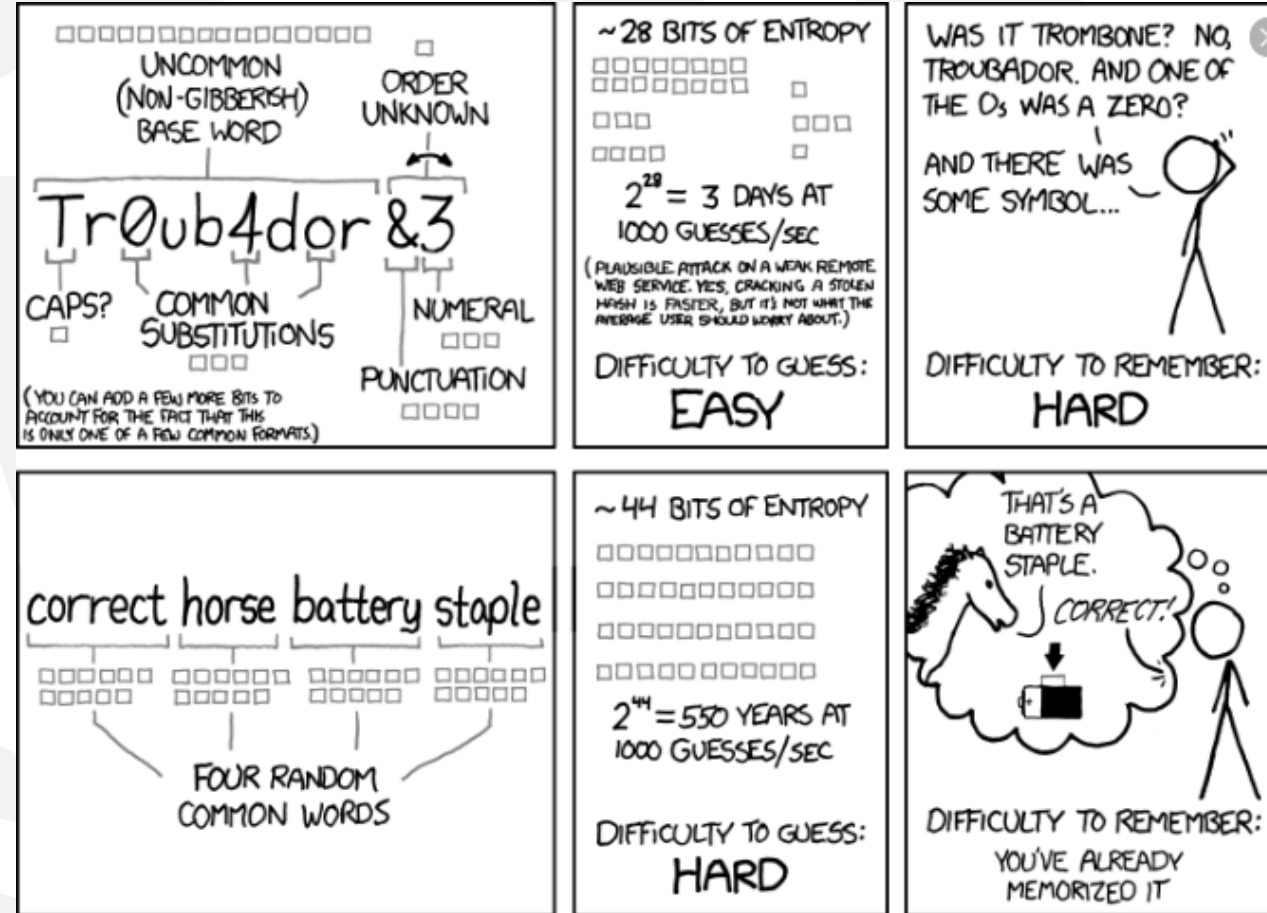 UNCOMMON
(NON-GIBBERISH)
BASE WORD
ORDER
UNKNOWN
Tr0ub4dor &3
CAPS?
COMMON
SUBSTITUTIONS
NUMERAL
PUNCTUATION
(YOU CAN ADD A FEW MORE BITS TO
ACCOUNT FOR THE FACT THAT THIS
IS ONLY ONE OF A FEW COMMON FORMATS.)
~28 BITS OF ENTROPY
2²⁸ = 3 DAYS AT
1000 GUESSES/SEC
(PLAUSIBLE ATTACK ON A WEAK REMOTE
WEB SERVICE. YES, CRACKING A STOLEN
HASH IS FASTER, BUT IT'S NOT WHAT THE
AVERAGE USER SHOULD WORRY ABOUT.)
DIFFICULTY TO GUESS:
EASY
WAS IT TROMBONE? NO,
TROUBADOR. AND ONE OF
THE Os WAS A ZERO?
AND THERE WAS
SOME SYMBOL...
DIFFICULTY TO REMEMBER:
HARD
correct horse battery staple
FOUR RANDOM
COMMON WORDS
~44 BITS OF ENTROPY
2⁴⁴ = 550 YEARS AT
1000 GUESSES/SEC
DIFFICULTY TO GUESS:
HARD
THAT'S A
BATTERY
STAPLE.
CORRECT!
DIFFICULTY TO REMEMBER:
YOU'VE ALREADY
MEMORIZED IT